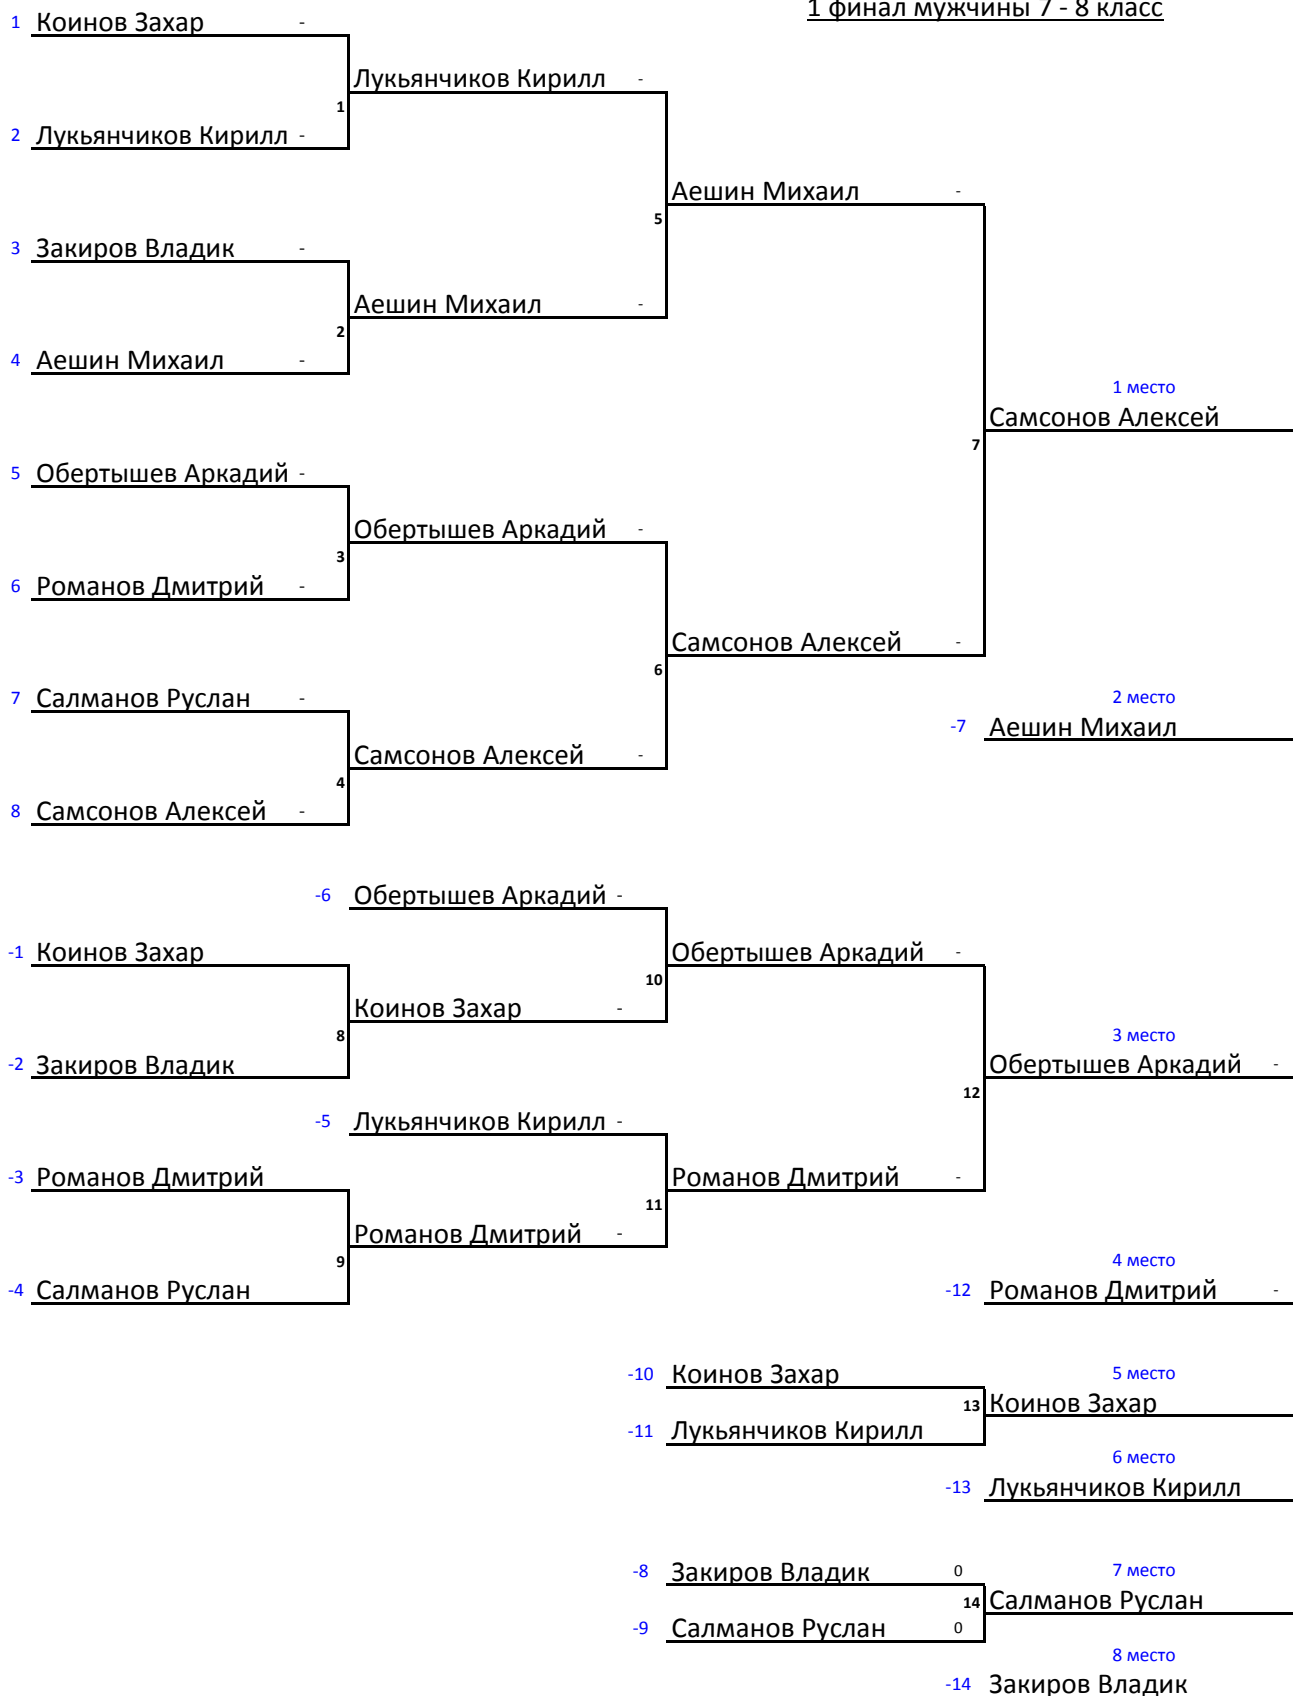 1 финал мужчины 7 - 8 класс
1 Коинов Захар -
Лукьянчиков Кирилл -
1
2 Лукьянчиков Кирилл -
Аешин Михаил -
5
3 Закиров Владик -
Аешин Михаил -
2
4 Аешин Михаил -
1 место
Самсонов Алексей
7
5 Обертышев Аркадий -
Обертышев Аркадий -
3
6 Романов Дмитрий -
Самсонов Алексей -
6
7 Салманов Руслан -
2 место
-7 Аешин Михаил
Самсонов Алексей -
4
8 Самсонов Алексей -
-6 Обертышев Аркадий -
-1 Коинов Захар
Обертышев Аркадий -
10
Коинов Захар -
8
3 место
-2 Закиров Владик
Обертышев Аркадий -
12
-5 Лукьянчиков Кирилл -
-3 Романов Дмитрий
Романов Дмитрий -
11
Романов Дмитрий -
9
4 место
-4 Салманов Руслан
-12 Романов Дмитрий -
-10 Коинов Захар
5 место
13 Коинов Захар
-11 Лукьянчиков Кирилл
6 место
-13 Лукьянчиков Кирилл
-8 Закиров Владик 0
7 место
14 Салманов Руслан
-9 Салманов Руслан 0
8 место
-14 Закиров Владик